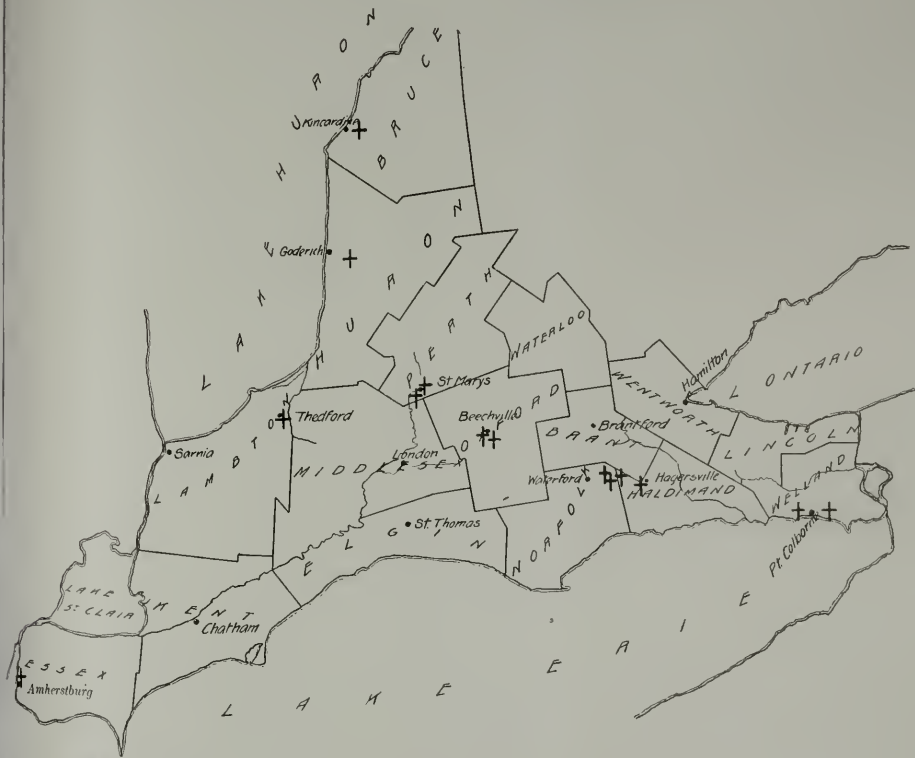 LAKE HURON
BRUCE
Kincardine
HURON
Goderich
PERTH
WATERLOO
St Marys
WENTWORTH
Hamilton
L ONTARIO
Thedford
Beechville
OXFORD
BRANT
Brantford
LINCOLN
Sarnia
LAMBTON
MIDDLESEX
London
Waterford
Hagersville
HALDIMAND
WELLAND
Pt. Colborne
St. Thomas
ELGIN
NORFOLK
LAKE
St CLAIR
KENT
Chatham
ESSEX
Amherstburg
LAKE ERIE